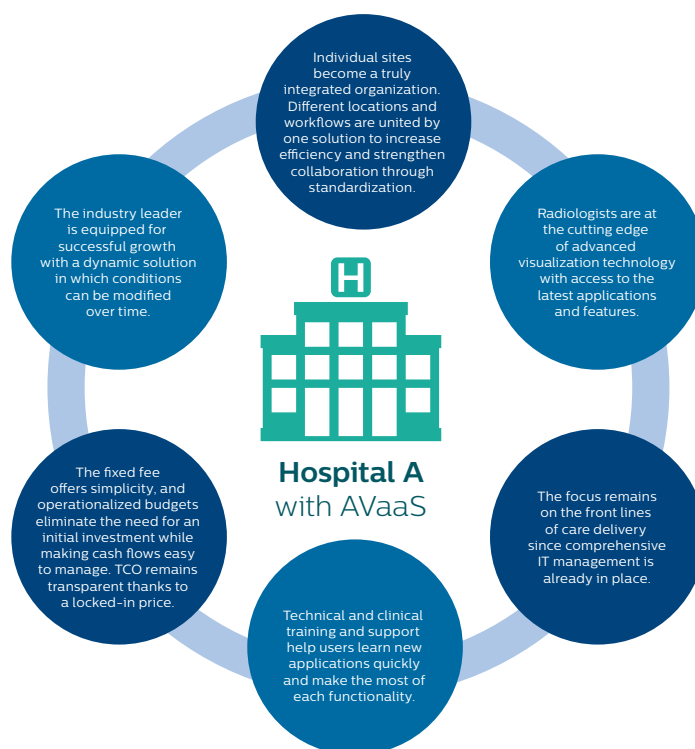 Individual sites
become a truly
integrated organization.
Different locations and
workflows are united by
one solution to increase
efficiency and strengthen
collaboration through
standardization.
The industry leader
is equipped for
successful growth
with a dynamic solution
in which conditions
can be modified
over time.
Radiologists are at
the cutting edge
of advanced
visualization technology
with access to the
latest applications
and features.
H
Hospital A
with AVaaS
The fixed fee
offers simplicity, and
operationalized budgets
eliminate the need for an
initial investment while
making cash flows easy
to manage. TCO remains
transparent thanks to
a locked-in price.
The focus remains
on the front lines
of care delivery
since comprehensive
IT management is
already in place.
Technical and clinical
training and support
help users learn new
applications quickly
and make the most of
each functionality.